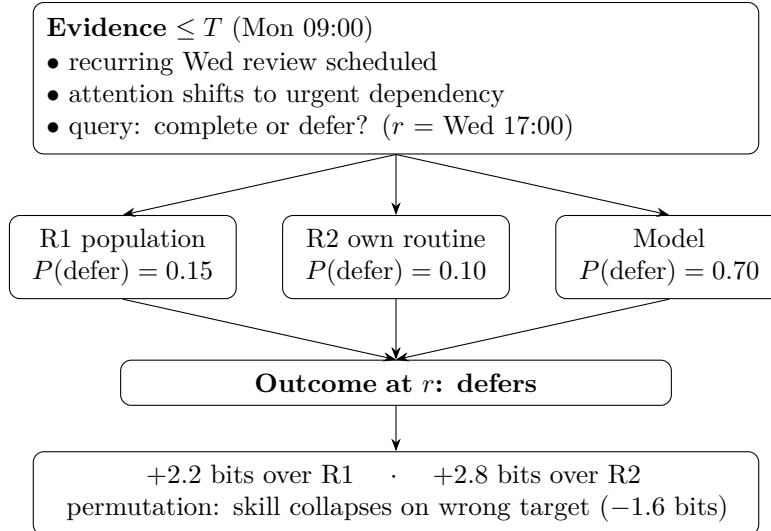 Evidence ≤ T (Mon 09:00)
• recurring Wed review scheduled
• attention shifts to urgent dependency
• query: complete or defer? (r = Wed 17:00)
R1 population
P(defer) = 0.15
R2 own routine
P(defer) = 0.10
Model
P(defer) = 0.70
Outcome at r: defers
+2.2 bits over R1 · +2.8 bits over R2
permutation: skill collapses on wrong target (−1.6 bits)